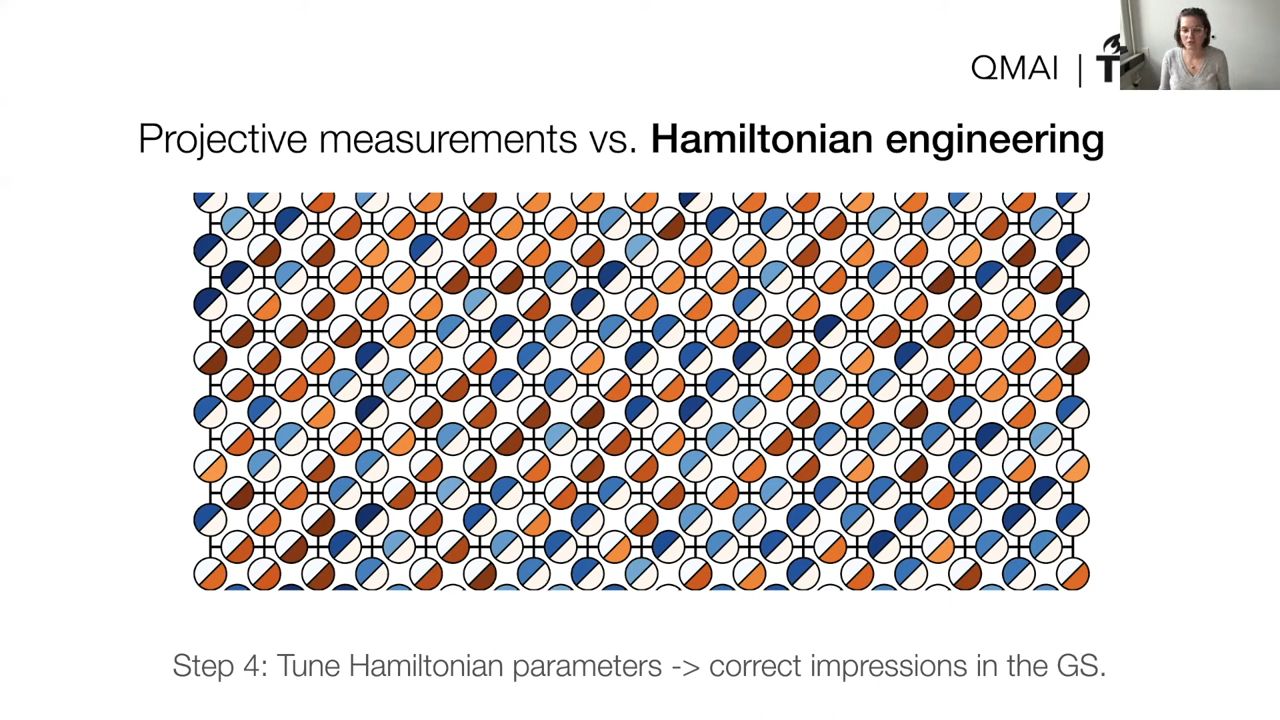 QMAI | T
Projective measurements vs. Hamiltonian engineering
Step 4: Tune Hamiltonian parameters -> correct impressions in the GS.